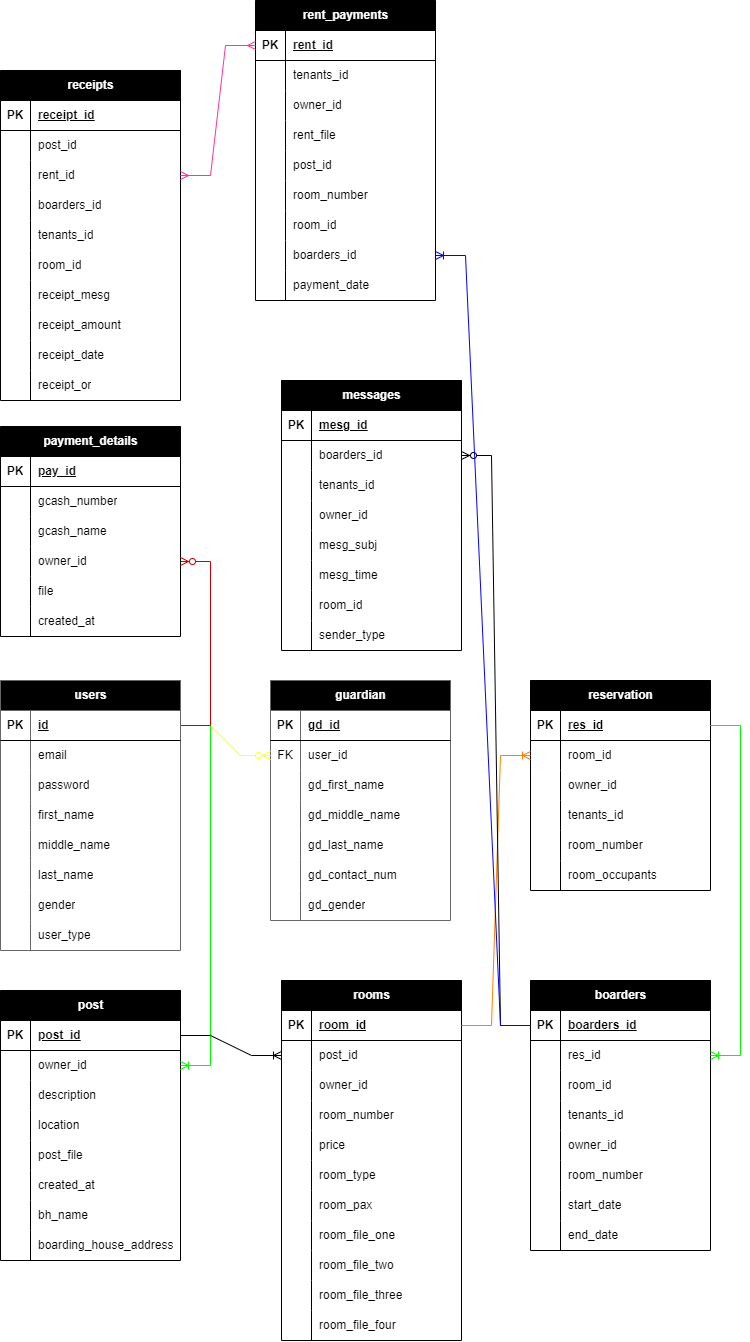 rent_payments
PK rent_id
tenants_id
owner_id
rent_file
post_id
room_number
room_id
boarders_id
payment_date
receipts
PK receipt_id
post_id
rent_id
boarders_id
tenants_id
room_id
receipt_mesg
receipt_amount
receipt_date
receipt_or
messages
PK mesg_id
boarders_id
tenants_id
owner_id
mesg_subj
mesg_time
room_id
sender_type
payment_details
PK pay_id
gcash_number
gcash_name
owner_id
file
created_at
users
PK id
email
password
first_name
middle_name
last_name
gender
user_type
guardian
PK gd_id
FK user_id
gd_first_name
gd_middle_name
gd_last_name
gd_contact_num
gd_gender
reservation
PK res_id
room_id
owner_id
tenants_id
room_number
room_occupants
post
PK post_id
owner_id
description
location
post_file
created_at
bh_name
boarding_house_address
rooms
PK room_id
post_id
owner_id
room_number
price
room_type
room_pax
room_file_one
room_file_two
room_file_three
room_file_four
boarders
PK boarders_id
res_id
room_id
tenants_id
owner_id
room_number
start_date
end_date